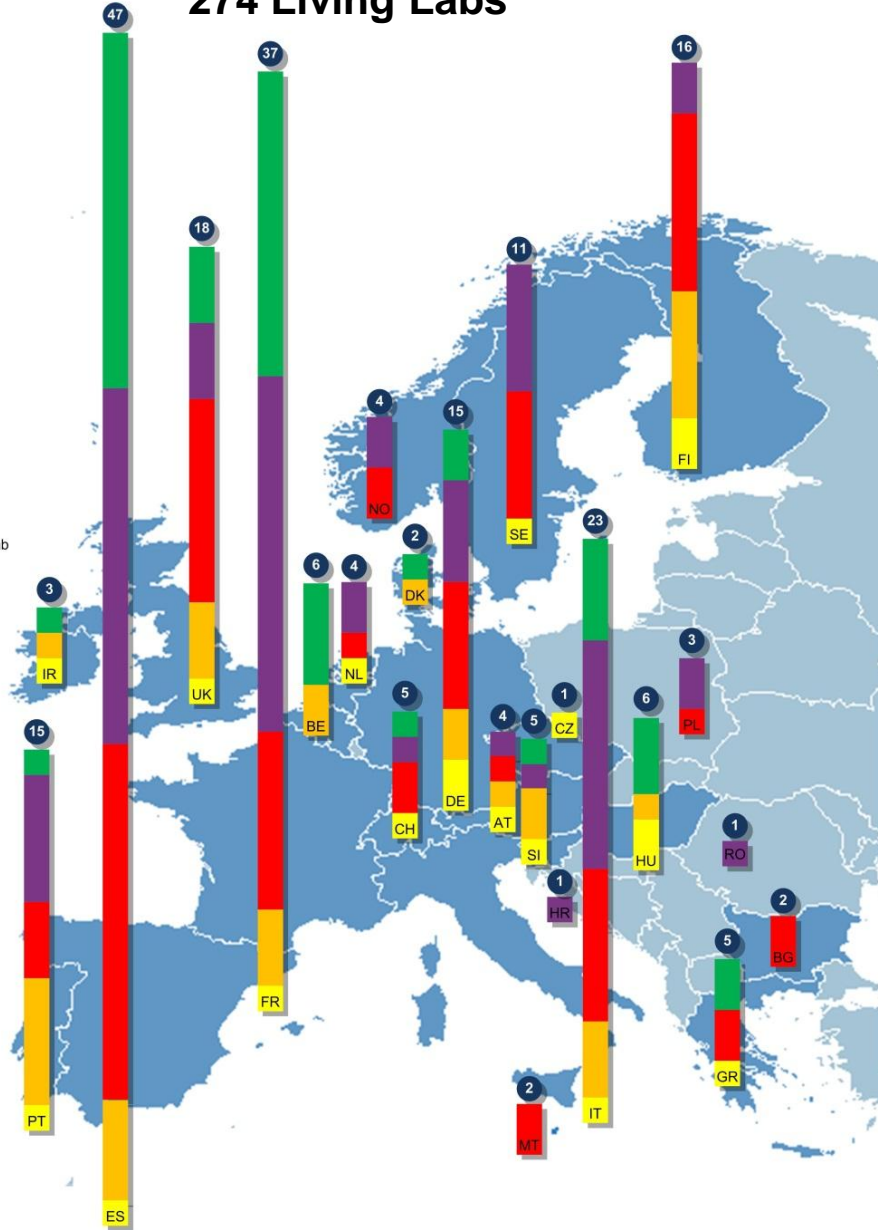 274 Living Labs
47
37
16
18
11
4
15
2
23
3
6
4
1
3
5
6
15
4
5
1
1
2
5
2
b
FI
NO
SE
DK
IR
UK
BE
NL
PL
CZ
DE
CH
AT
SI
HU
RO
HR
BG
FR
GR
PT
IT
MT
ES